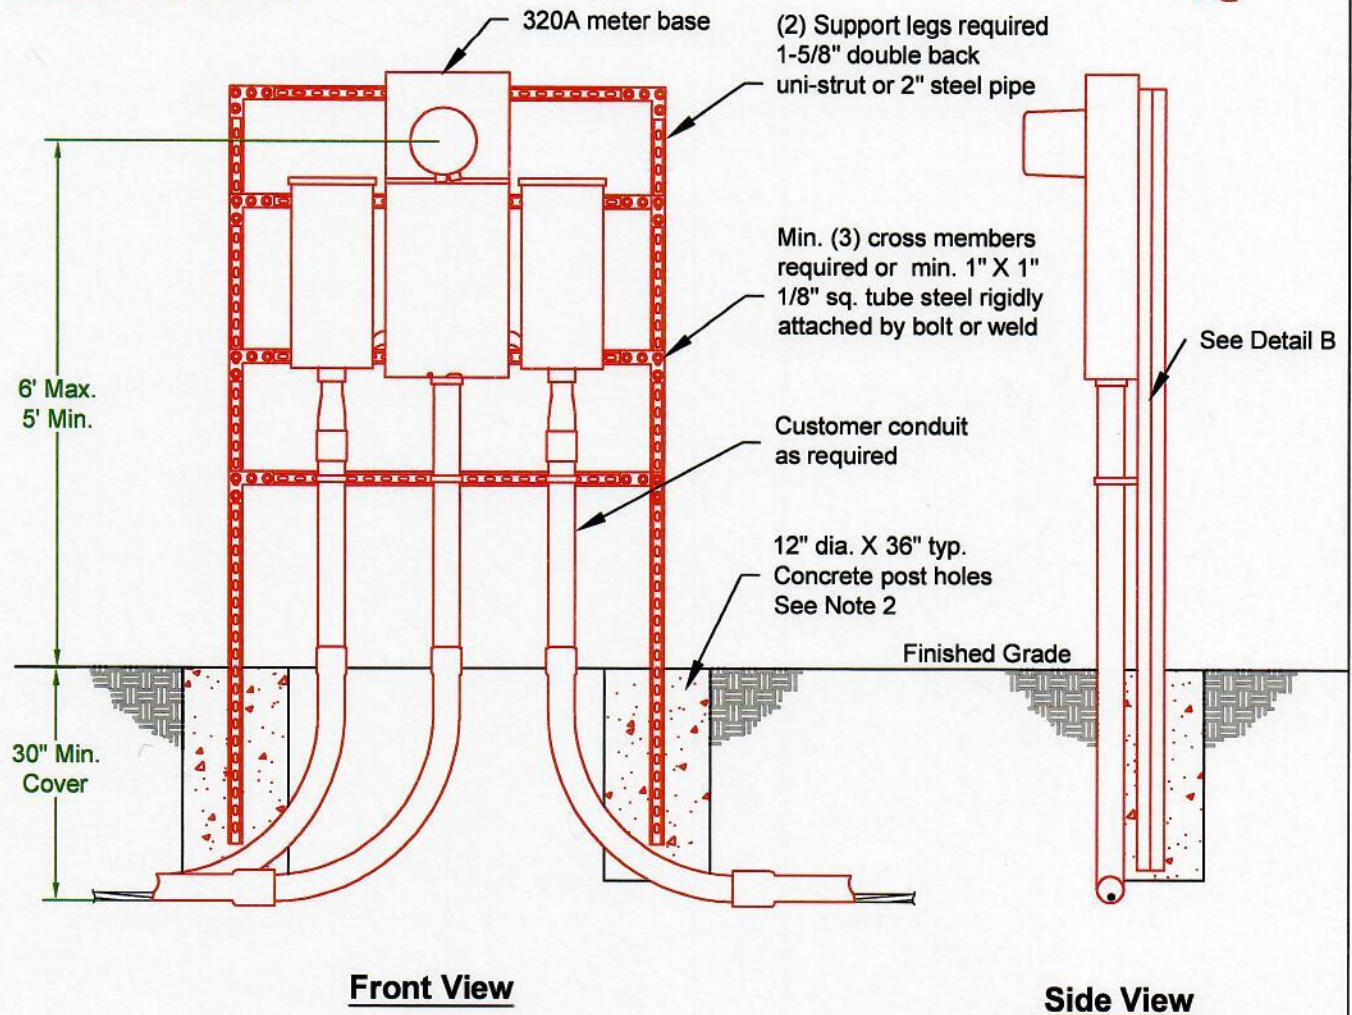 320A meter base
(2) Support legs required
1-5/8" double back
uni-strut or 2" steel pipe
Min. (3) cross members
required or min. 1" X 1"
1/8" sq. tube steel rigidly
attached by bolt or weld
See Detail B
6' Max.
5' Min.
Customer conduit
as required
12" dia. X 36" typ.
Concrete post holes
See Note 2
Finished Grade
30" Min.
Cover
Front View
Side View